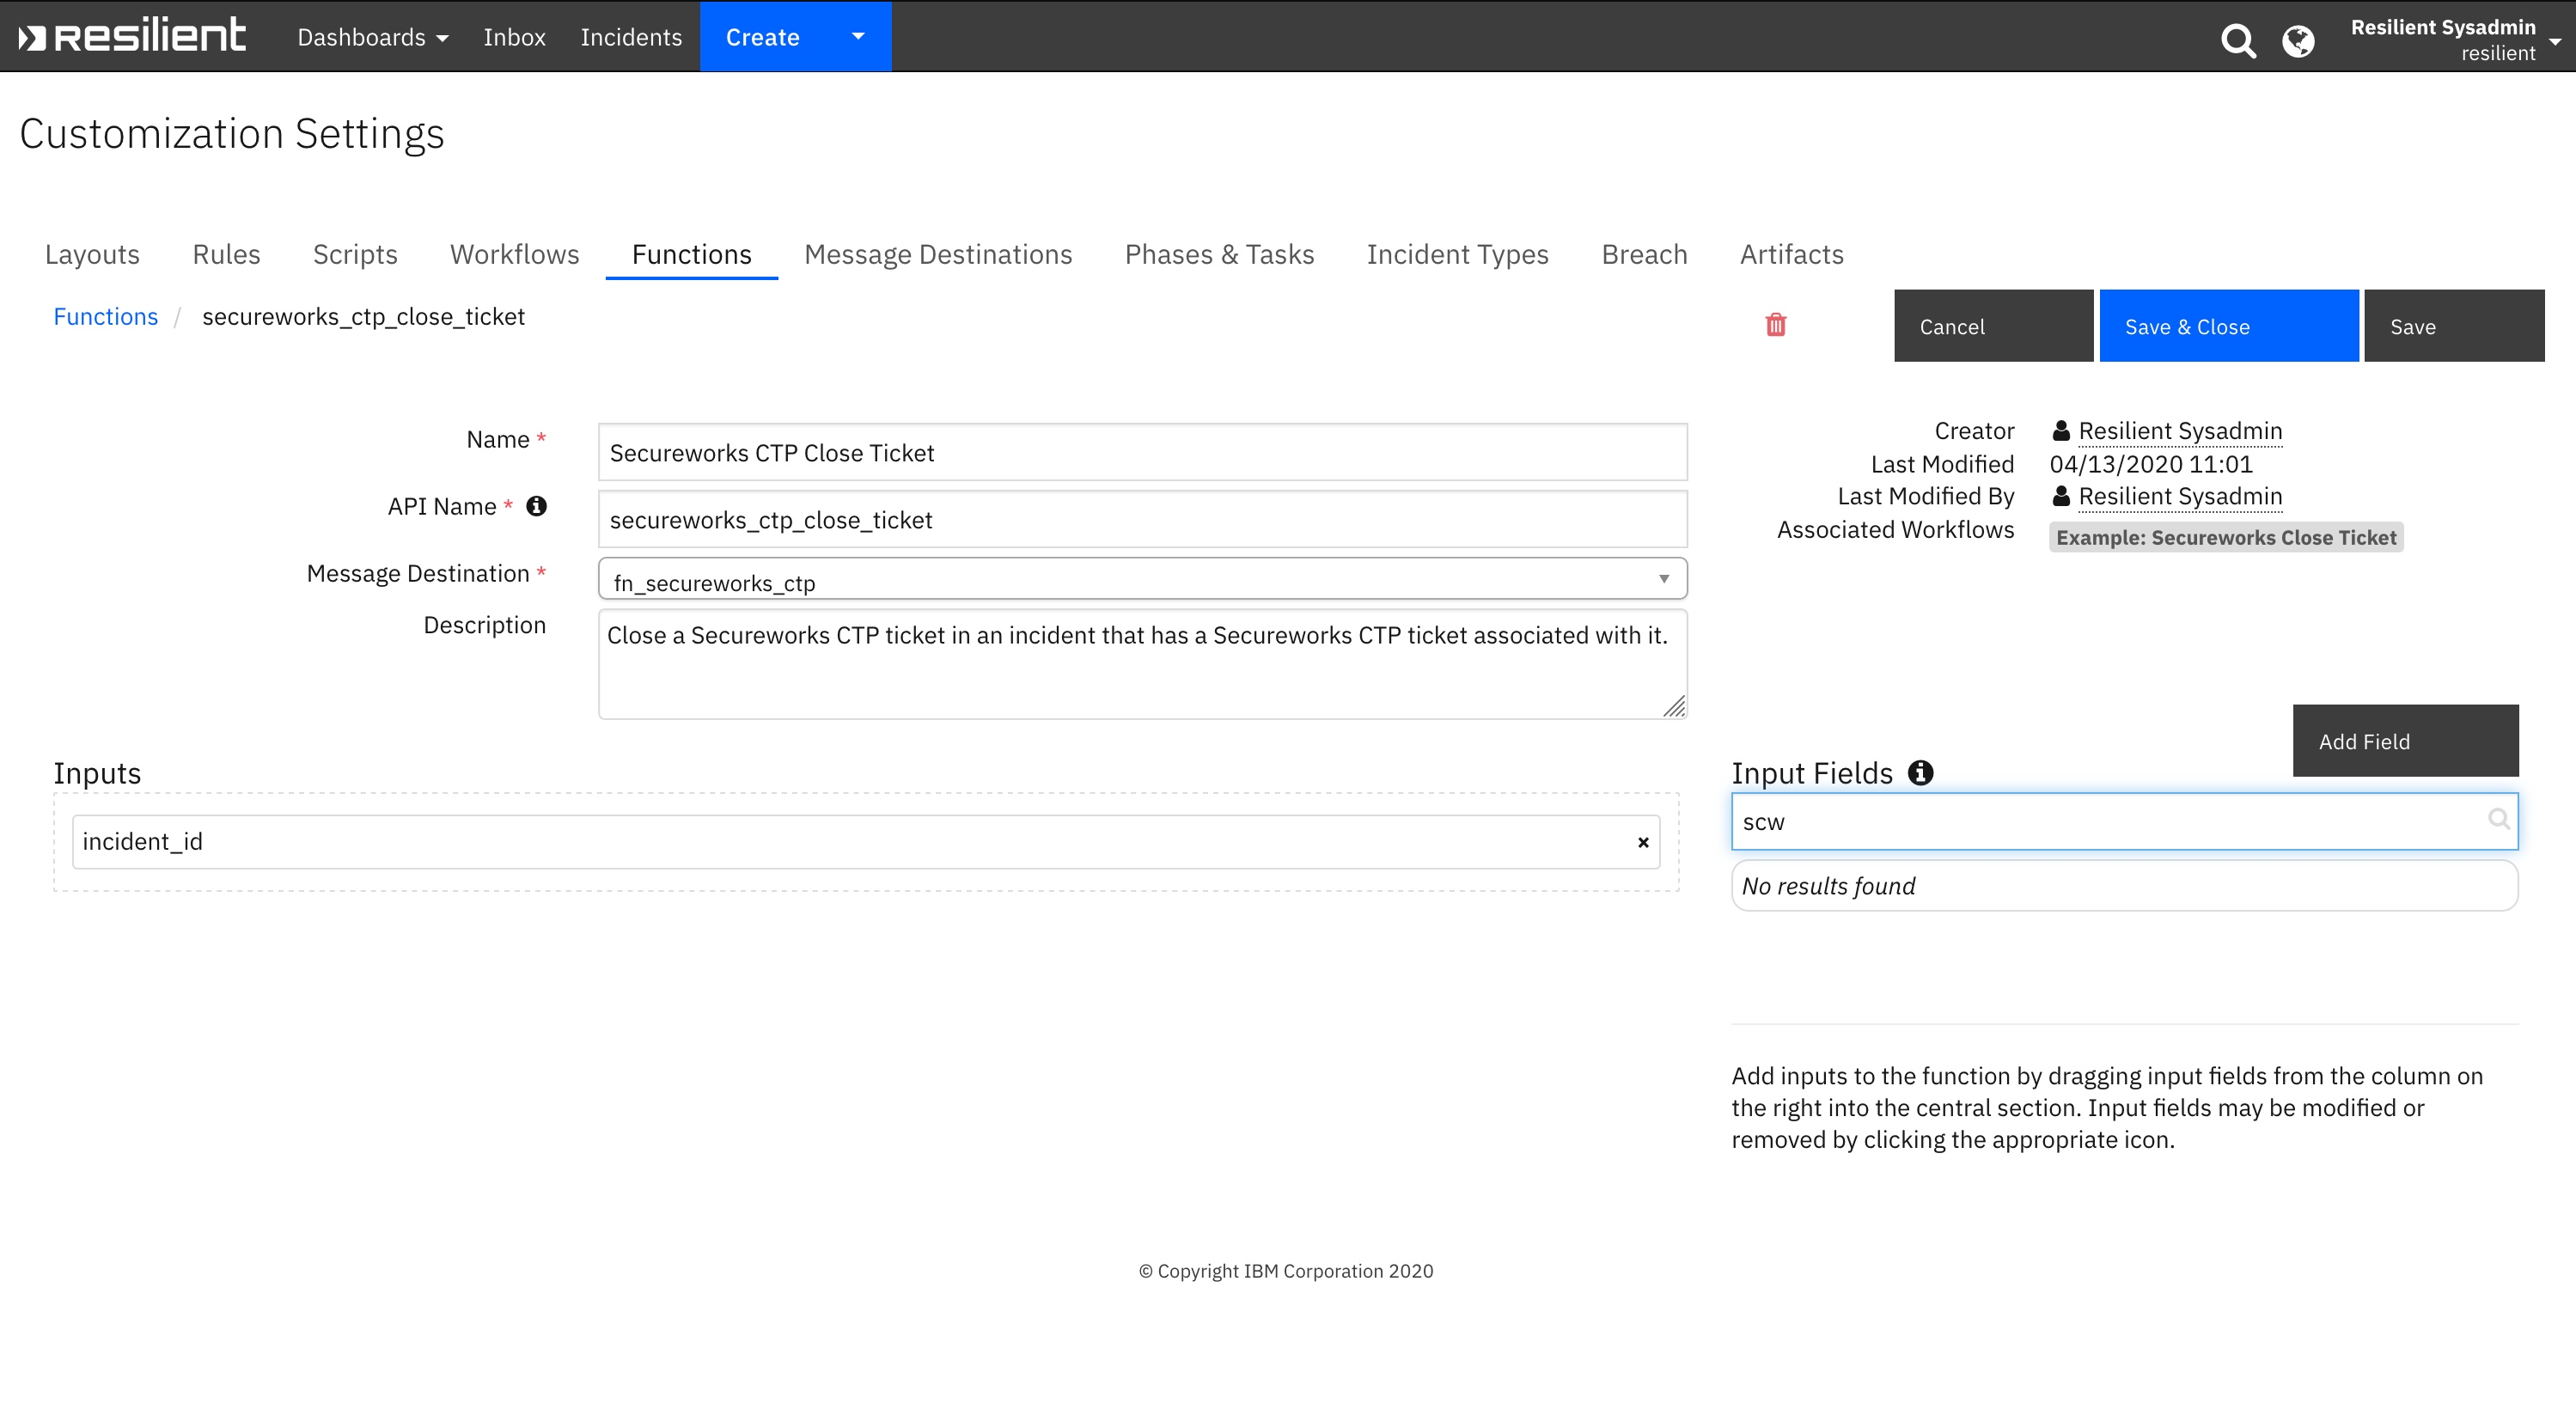 resilient
Dashboards Inbox Incidents Create
Resilient Sysadmin
resilient
Customization Settings
Layouts Rules Scripts Workflows Functions Message Destinations Phases & Tasks Incident Types Breach Artifacts
Functions / secureworks_ctp_close_ticket
Cancel Save & Close Save
Name * Secureworks CTP Close Ticket
API Name * secureworks_ctp_close_ticket
Message Destination * fn_secureworks_ctp
Description Close a Secureworks CTP ticket in an incident that has a Secureworks CTP ticket associated with it.
Creator Resilient Sysadmin
Last Modified 04/13/2020 11:01
Last Modified By Resilient Sysadmin
Associated Workflows Example: Secureworks Close Ticket
Add Field
Inputs
incident_id ×
Input Fields
scw
No results found
Add inputs to the function by dragging input fields from the column on
the right into the central section. Input fields may be modified or
removed by clicking the appropriate icon.
© Copyright IBM Corporation 2020